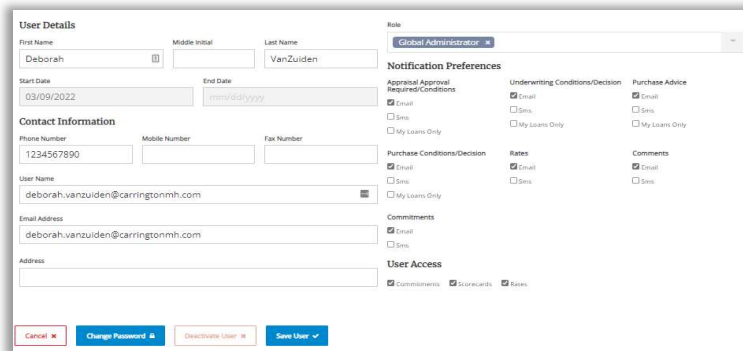 User Details
First Name Middle Initial Last Name
Deborah VanZuiden
Start Date End Date
03/09/2022 mm/dd/yyyy
Contact Information
Phone Number Mobile Number Fax Number
1234567890
User Name
deborah.vanzuiden@carringtonmh.com
Email Address
deborah.vanzuiden@carringtonmh.com
Address
Role
Global Administrator ×
Notification Preferences
Appraisal Approval Required/Conditions
Email
Sms
My Loans Only
Underwriting Conditions/Decision
Email
Sms
My Loans Only
Purchase Advice
Email
Sms
My Loans Only
Purchase Conditions/Decision
Email
Sms
My Loans Only
Rates
Email
Sms
Comments
Email
Sms
Commitments
Email
Sms
User Access
Commitments Scorecards Rates
Cancel × Change Password Deactivate User × Save User ✓